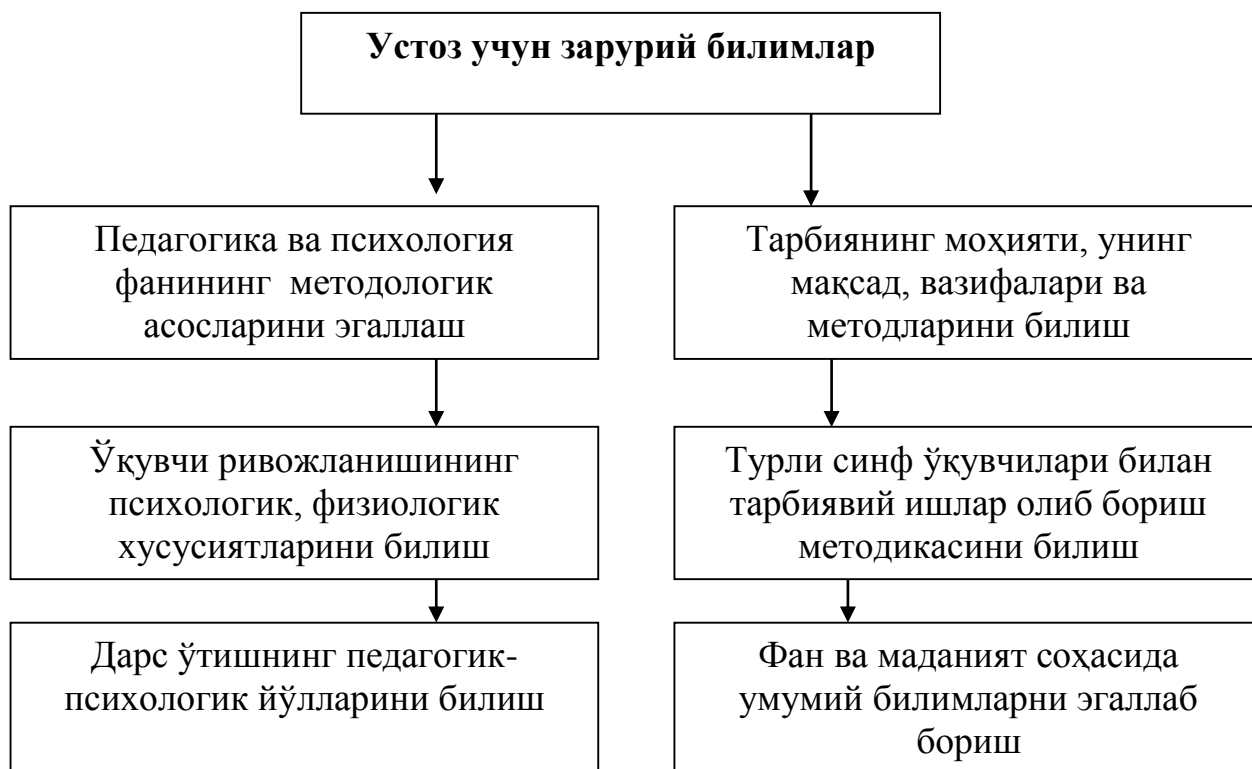 Устоз учун зарурий билимлар
Педагогика ва психология
фанининг методологик
асосларини эгаллаш
Тарбиянинг моҳияти, унинг
мақсад, вазифалари ва
методларини билиш
Ўқувчи ривожланишининг
психологик, физиологик
хусусиятларини билиш
Турли синф ўқувчилари билан
тарбиявий ишлар олиб бориш
методикасини билиш
Дарс ўтишнинг педагогик-
психологик йўлларини билиш
Фан ва маданият соҳасида
умумий билимларни эгаллаб
бориш